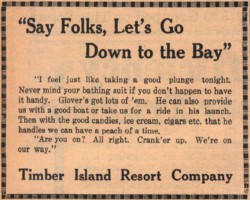 "Say Folks, Let's Go
Down to the Bay"
"I feel just like taking a good plunge tonight.
Never mind your bathing suit if you don't happen to have
it handy. Glover's got lots of 'em. He can also provide
us with a good boat or take us for a ride in his launch.
Then with the good candies, ice cream, cigars etc. that he
handles we can have a peach of a time.
"Are you on? All right. Crank'er up. We're on
our way."
Timber Island Resort Company